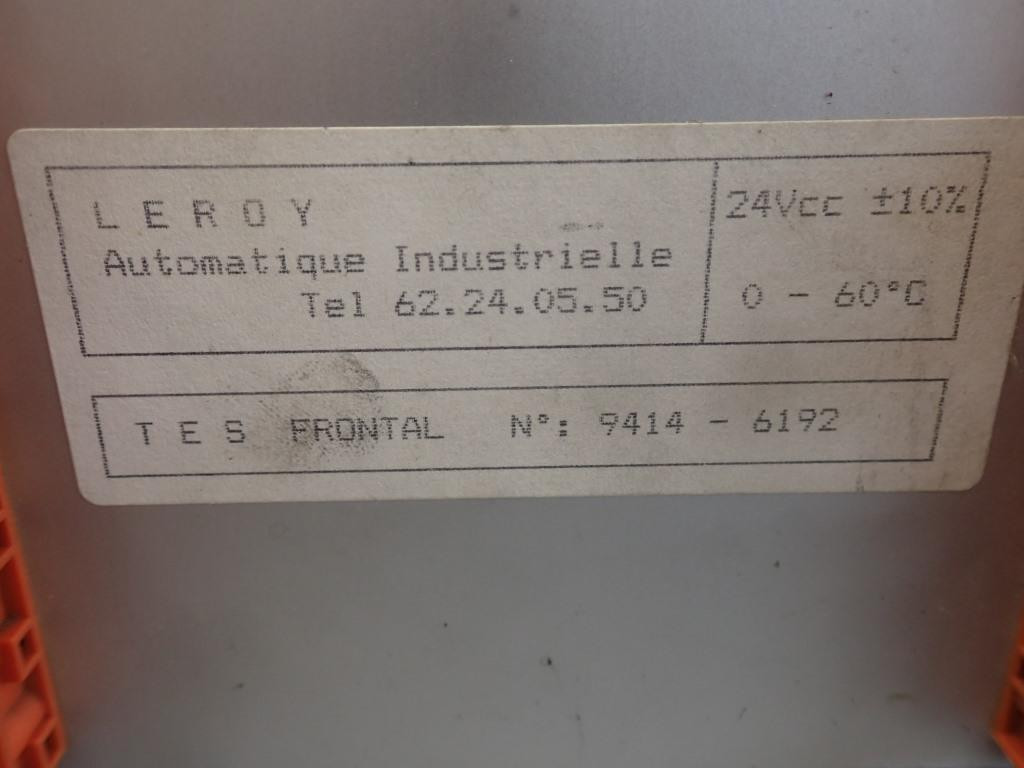 L E R O Y
Automatique Industrielle
Tel 62.24.05.50
24Vcc ±10%
0 - 60°C
T E S FRONTAL N°: 9414 - 6192